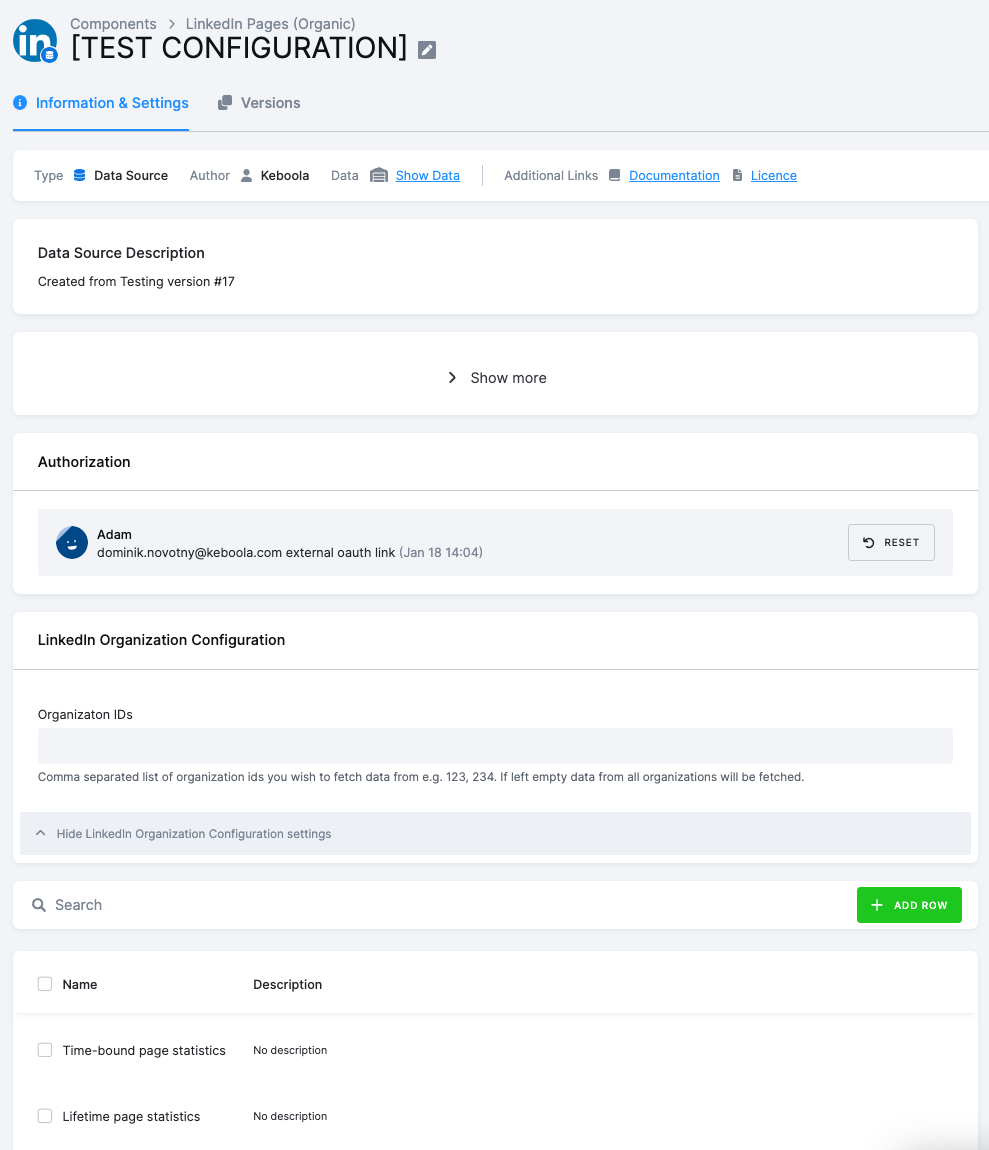 in
Components > LinkedIn Pages (Organic)
[TEST CONFIGURATION]
Information & Settings Versions
Type Data Source Author Keboola Data Show Data Additional Links Documentation Licence
Data Source Description
Created from Testing version #17
Show more
Authorization
Adam
dominik.novotny@keboola.com external oauth link (Jan 18 14:04)
RESET
LinkedIn Organization Configuration
Organizaton IDs
Comma separated list of organization ids you wish to fetch data from e.g. 123, 234. If left empty data from all organizations will be fetched.
Hide LinkedIn Organization Configuration settings
Search
ADD ROW
Name Description
Time-bound page statistics No description
Lifetime page statistics No description